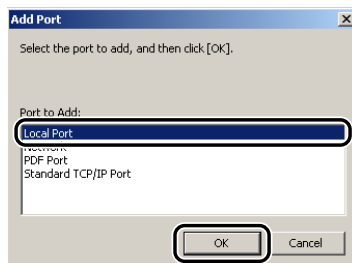 Add Port
Select the port to add, and then click [OK].
Port to Add:
Local Port
Network
PDF Port
Standard TCP/IP Port
OK
Cancel